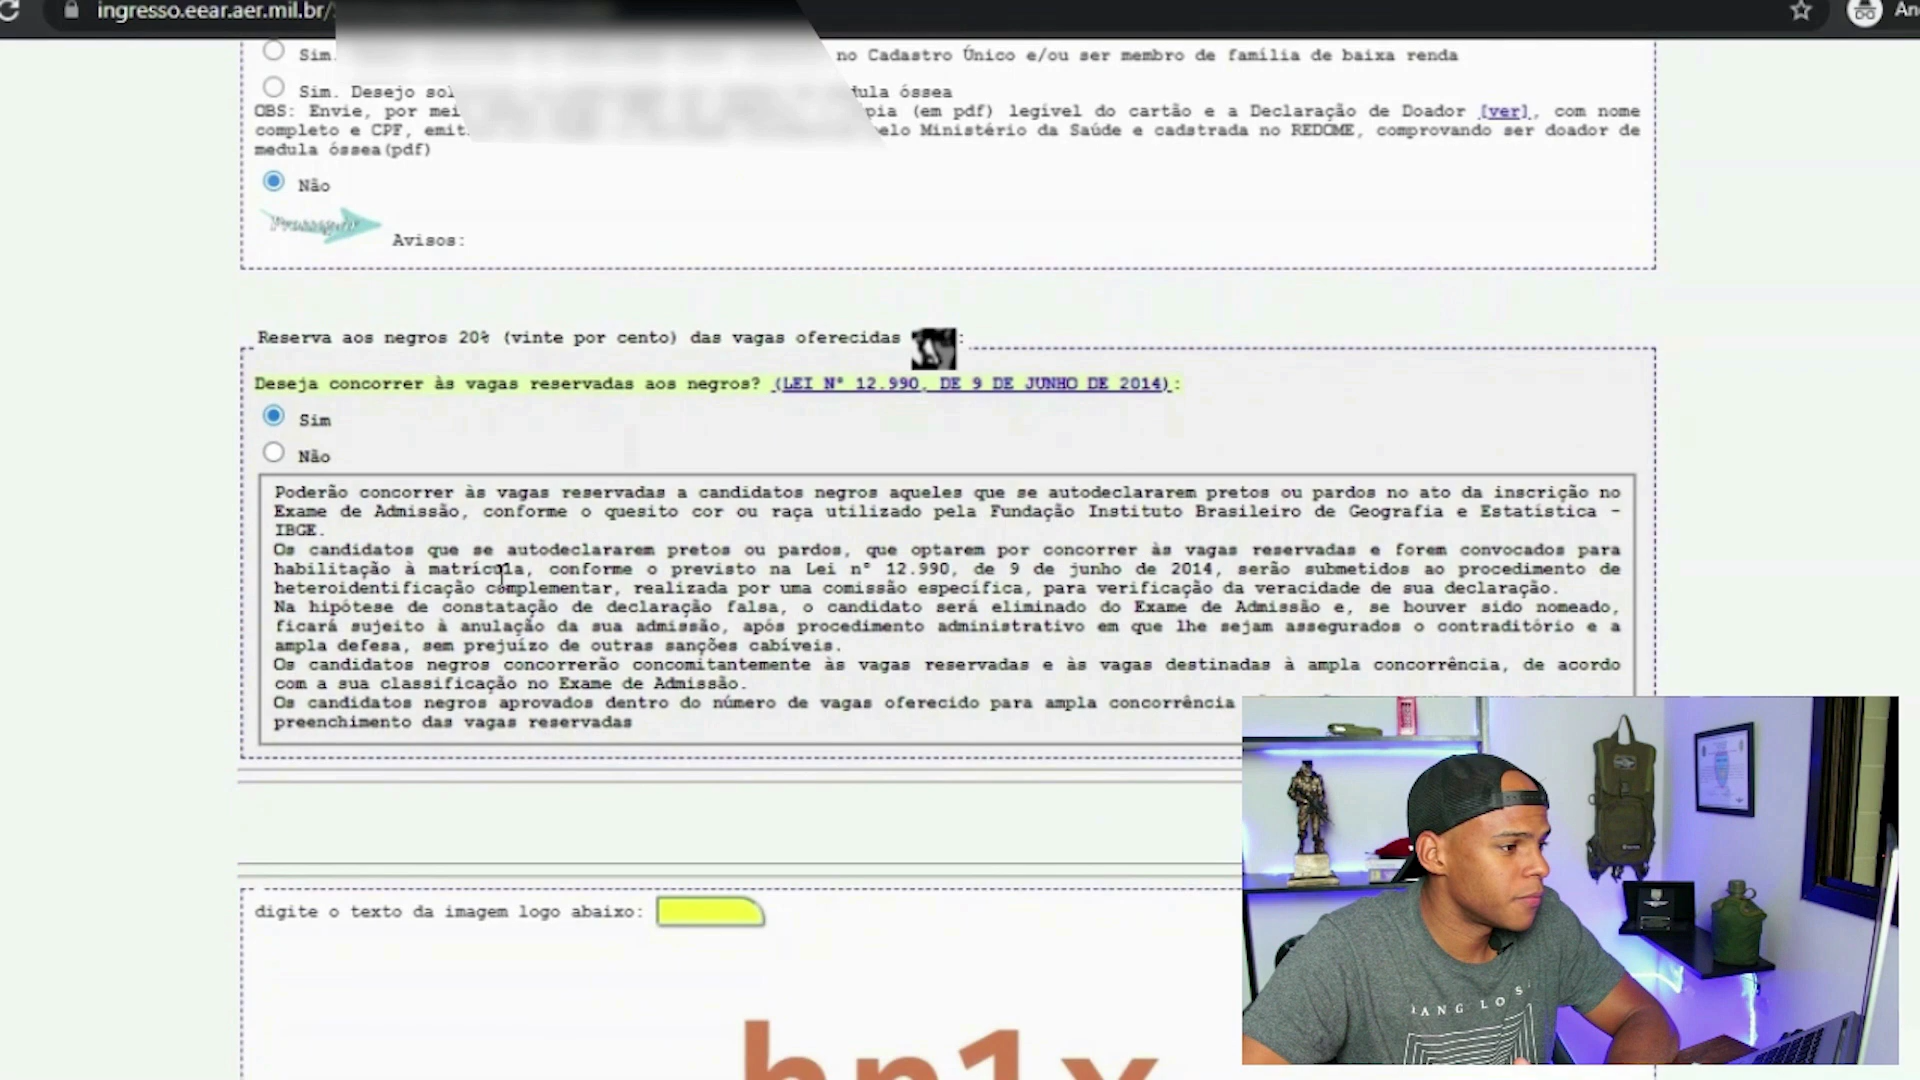 ingresso.eear.aer.mil.br/
Sim. no Cadastro Único e/ou ser membro de família de baixa renda
Sim. Desejo óssea
OBS: Envie, por (em pdf) legível do cartão e a Declaração de Doador [ver], com nome
completo e CPF, pelo Ministério da Saúde e cadstrada no REDOME, comprovando ser doador de
medula óssea(pdf)
Não
Prosseguir
Avisos:
Reserva aos negros 20% (vinte por cento) das vagas oferecidas :
Deseja concorrer às vagas reservadas aos negros? (LEI Nº 12.990, DE 9 DE JUNHO DE 2014):
Sim
Não
Poderão concorrer às vagas reservadas a candidatos negros aqueles que se autodeclararem pretos ou pardos no ato da inscrição no
Exame de Admissão, conforme o quesito cor ou raça utilizado pela Fundação Instituto Brasileiro de Geografia e Estatística -
IBGE.
Os candidatos que se autodeclararem pretos ou pardos, que optarem por concorrer às vagas reservadas e forem convocados para
habilitação à matrícula, conforme o previsto na Lei nº 12.990, de 9 de junho de 2014, serão submetidos ao procedimento de
heteroidentificação complementar, realizada por uma comissão específica, para verificação da veracidade de sua declaração.
Na hipótese de constatação de declaração falsa, o candidato será eliminado do Exame de Admissão e, se houver sido nomeado,
ficará sujeito à anulação da sua admissão, após procedimento administrativo em que lhe sejam assegurados o contraditório e a
ampla defesa, sem prejuízo de outras sanções cabíveis.
Os candidatos negros concorrerão concomitantemente às vagas reservadas e às vagas destinadas à ampla concorrência, de acordo
com a sua classificação no Exame de Admissão.
Os candidatos negros aprovados dentro do número de vagas oferecido para ampla concorrência
preenchimento das vagas reservadas
digite o texto da imagem logo abaixo: